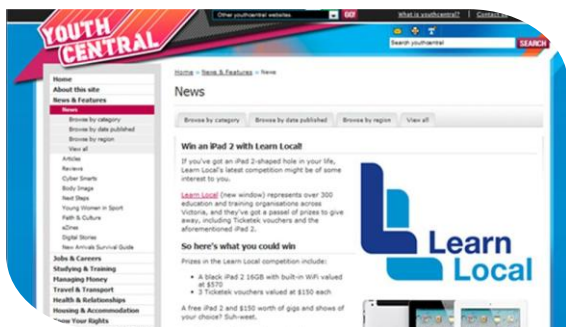 YOUTH
CENTRAL
Other youthcentral websites
GO!
What is youthcentral?
Contact
Search youthcentral
SEARCH
Home
About this site
News & Features
News
Browse by category
Browse by date published
Browse by region
View all
Articles
Reviews
Cyber Smarts
Body Image
Next Steps
Young Women in Sport
Faith & Culture
eZines
Digital Stories
New Arrivals Survival Guide
Jobs & Careers
Studying & Training
Managing Money
Travel & Transport
Health & Relationships
Housing & Accommodation
Know Your Rights
Home » News & Features » News
News
Browse by category
Browse by date published
Browse by region
View all
Win an iPad 2 with Learn Local!
If you've got an iPad 2-shaped hole in your life,
Learn Local's latest competition might be of some
interest to you.
Learn Local (new window) represents over 300
education and training organisations across
Victoria, and they've got a passel of prizes to give
away, including Ticketek vouchers and the
aforementioned iPad 2.
So here's what you could win
Prizes in the Learn Local competition include:
• A black iPad 2 16GB with built-in WiFi valued
at $570
• 3 Ticketek vouchers valued at $150 each
A free iPad 2 and $150 worth of gigs and shows of
your choice? Suh-weet.
Learn
Local